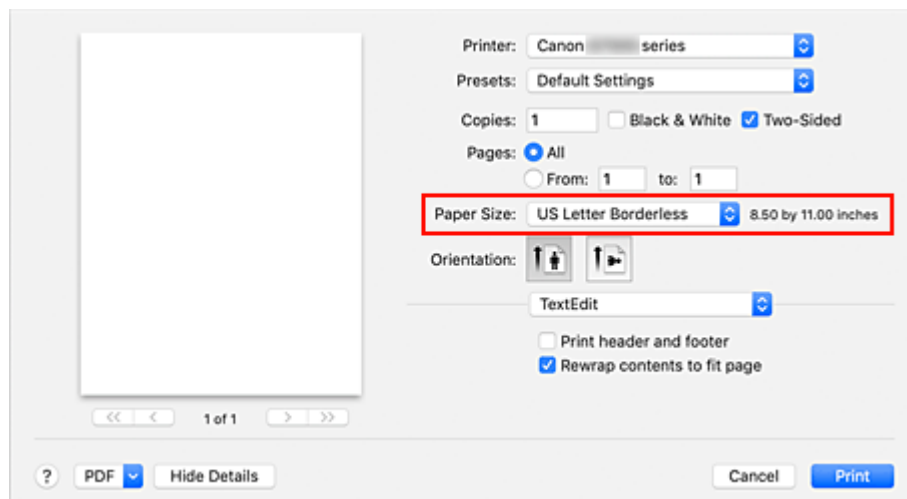 Printer: Canon series
Presets: Default Settings
Copies: 1 Black & White Two-Sided
Pages: All
From: 1 to: 1
Paper Size: US Letter Borderless 8.50 by 11.00 inches
Orientation:
TextEdit
Print header and footer
Rewrap contents to fit page
<< < 1 of 1 > >>
? PDF Hide Details Cancel Print